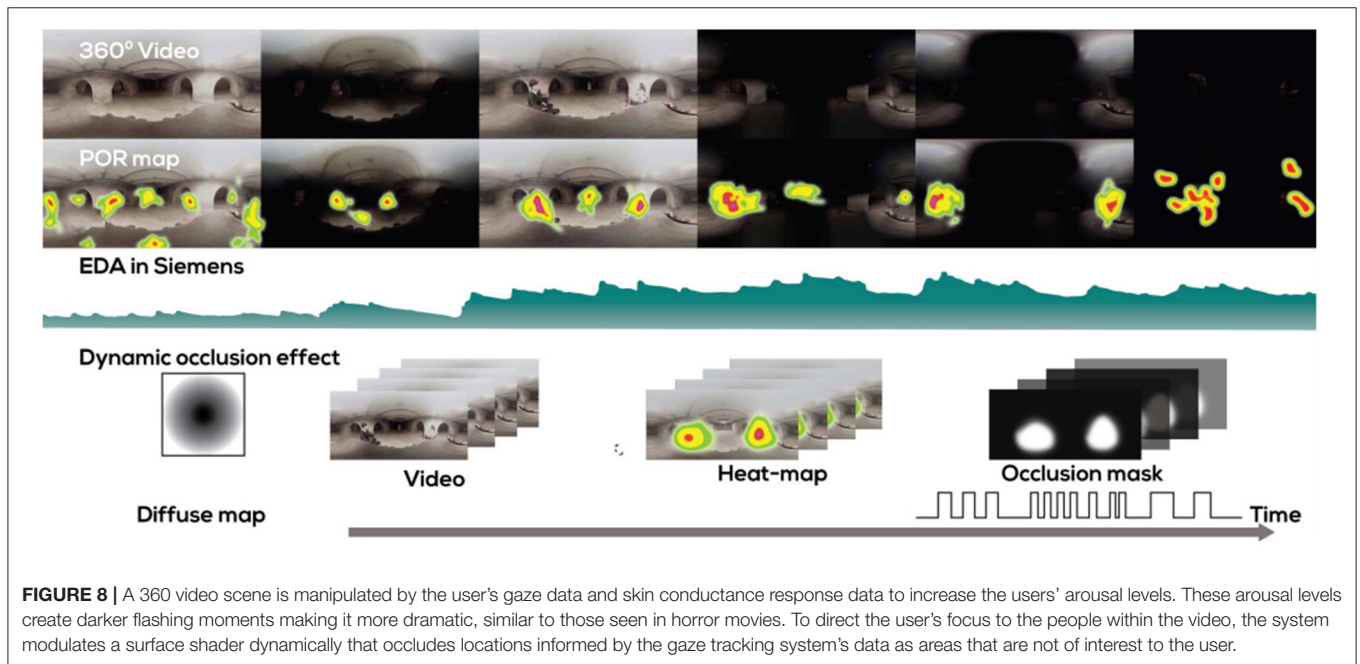 360° Video
POR map
EDA in Siemens
Dynamic occlusion effect
Video
Heat-map
Occlusion mask
Diffuse map
Time
FIGURE 8 | A 360 video scene is manipulated by the user's gaze data and skin conductance response data to increase the users' arousal levels. These arousal levels
create darker flashing moments making it more dramatic, similar to those seen in horror movies. To direct the user's focus to the people within the video, the system
modulates a surface shader dynamically that occludes locations informed by the gaze tracking system's data as areas that are not of interest to the user.